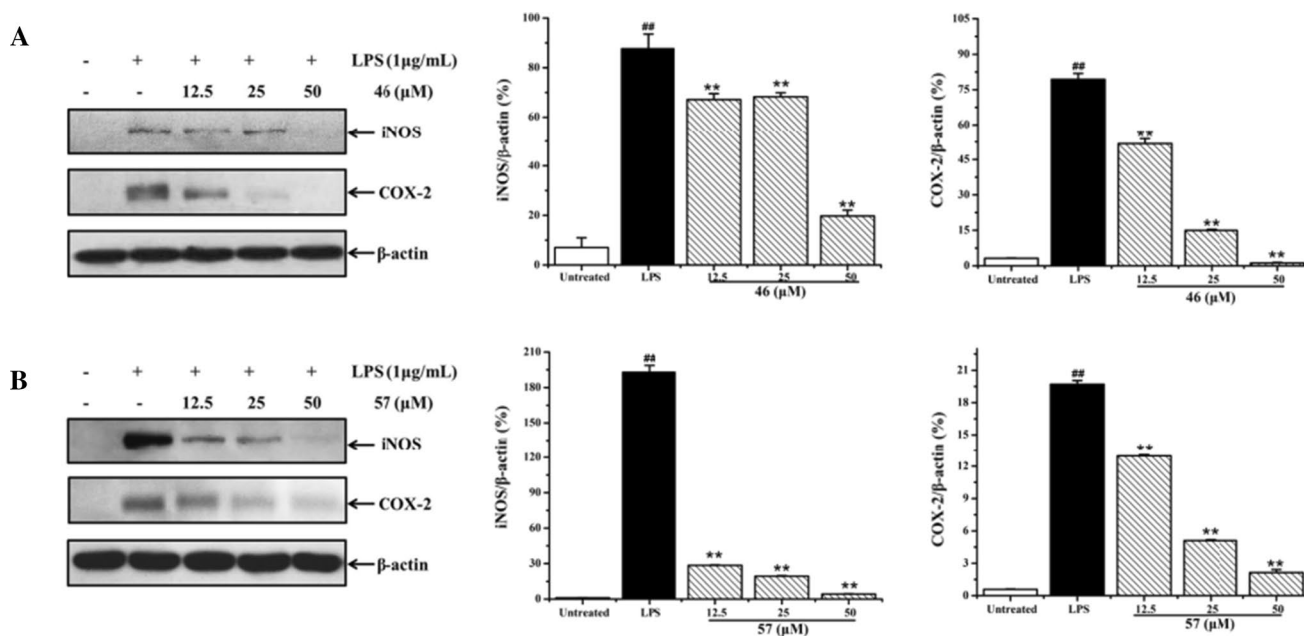 A
- + + + + LPS (1μg/mL)
- - 12.5 25 50 46 (μM)
iNOS
COX-2
β-actin
iNOS/β-actin (%)
100
80
60
40
20
0
##
**
**
**
Untreated LPS 12.5 25 50
46 (μM)
COX-2/β-actin (%)
105
90
75
60
45
30
15
0
##
**
**
**
Untreated LPS 12.5 25 50
46 (μM)
B
- + + + + LPS (1μg/mL)
- - 12.5 25 50 57 (μM)
iNOS
COX-2
β-actin
iNOS/β-actin (%)
210
180
150
120
90
60
30
0
##
**
**
**
Untreated LPS 12.5 25 50
57 (μM)
COX-2/β-actin (%)
21
18
15
12
9
6
3
0
##
**
**
**
Untreated LPS 12.5 25 50
57 (μM)